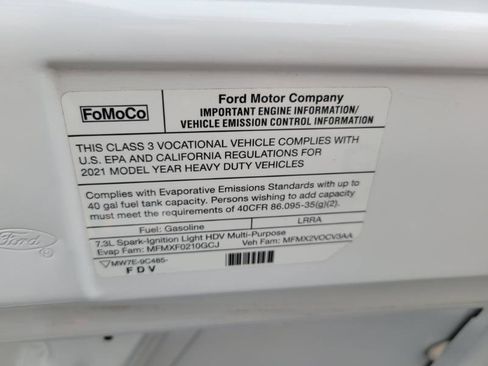 FoMoCo
Ford Motor Company
IMPORTANT ENGINE INFORMATION/
VEHICLE EMISSION CONTROL INFORMATION
THIS CLASS 3 VOCATIONAL VEHICLE COMPLIES WITH
U.S. EPA AND CALIFORNIA REGULATIONS FOR
2021 MODEL YEAR HEAVY DUTY VEHICLES
Complies with Evaporative Emissions Standards with up to
40 gal fuel tank capacity. Persons wishing to add capacity
must meet the requirements of 40CFR 86.095-35(g)(2).
Fuel: Gasoline LRRA
7.3L Spark-Ignition Light HDV Multi-Purpose
Evap Fam: MFMXF0210GCJ Veh Fam: MFMX2VOCV3AA
MW7E-9C485-
FDV
Ford